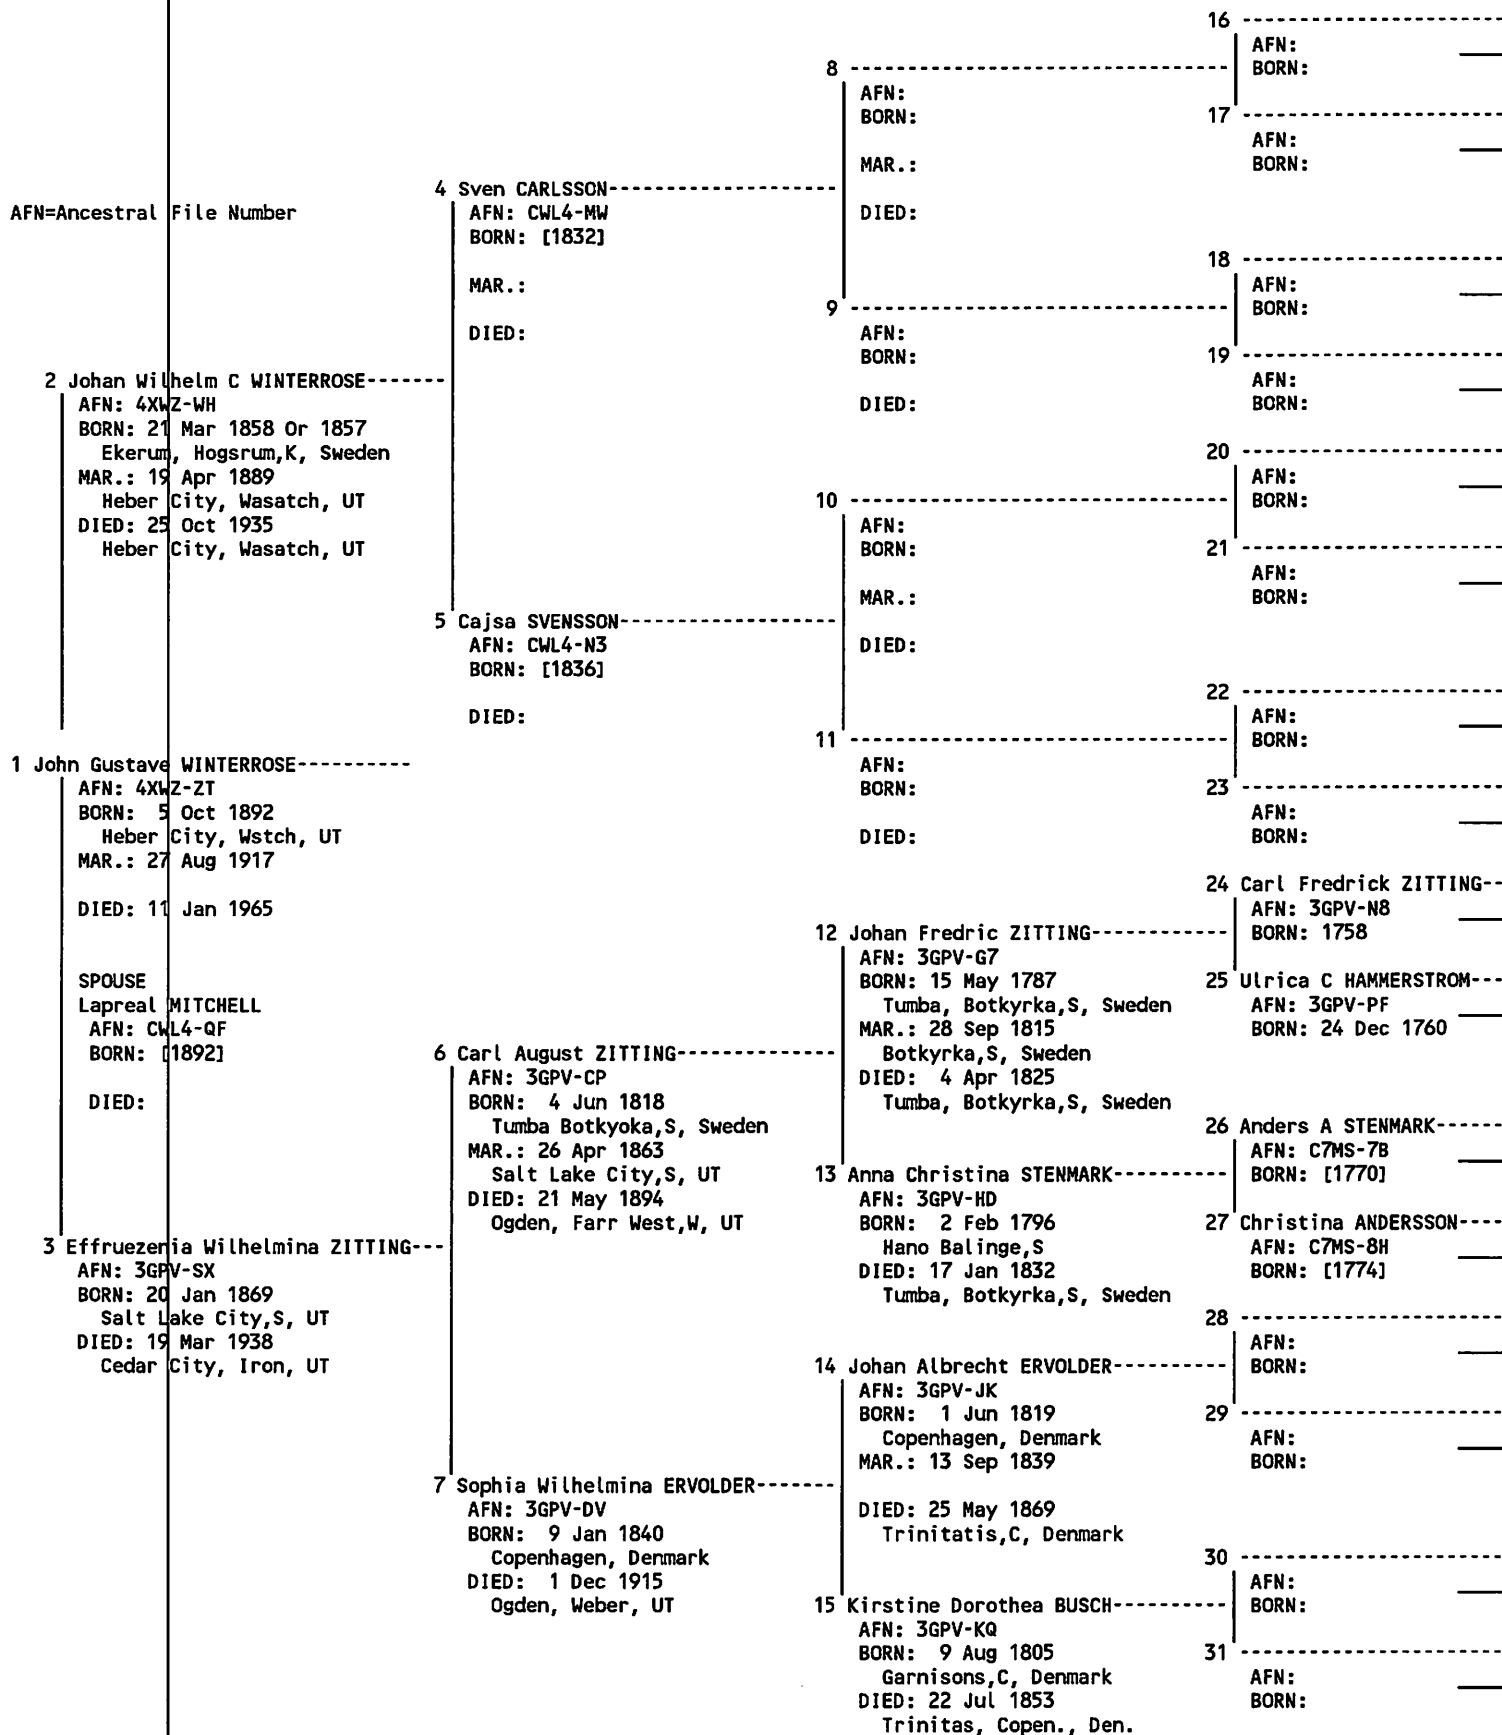 AFN=Ancestral File Number
1 John Gustave WINTERROSE----------
AFN: 4XWZ-ZT
BORN: 5 Oct 1892
Heber City, Wstch, UT
MAR.: 27 Aug 1917
DIED: 11 Jan 1965
SPOUSE
Lapreal MITCHELL
AFN: CWL4-QF
BORN: [1892]
DIED:
2 Johan Wilhelm C WINTERROSE-------
AFN: 4XWZ-WH
BORN: 21 Mar 1858 Or 1857
Ekerum, Hogsrum,K, Sweden
MAR.: 19 Apr 1889
Heber City, Wasatch, UT
DIED: 25 Oct 1935
Heber City, Wasatch, UT
3 Effruezenia Wilhelmina ZITTING---
AFN: 3GPV-SX
BORN: 20 Jan 1869
Salt Lake City,S, UT
DIED: 19 Mar 1938
Cedar City, Iron, UT
4 Sven CARLSSON--------------------
AFN: CWL4-MW
BORN: [1832]
MAR.:
DIED:
5 Cajsa SVENSSON-------------------
AFN: CWL4-N3
BORN: [1836]
DIED:
6 Carl August ZITTING--------------
AFN: 3GPV-CP
BORN: 4 Jun 1818
Tumba Botkyoka,S, Sweden
MAR.: 26 Apr 1863
Salt Lake City,S, UT
DIED: 21 May 1894
Ogden, Farr West,W, UT
7 Sophia Wilhelmina ERVOLDER-------
AFN: 3GPV-DV
BORN: 9 Jan 1840
Copenhagen, Denmark
DIED: 1 Dec 1915
Ogden, Weber, UT
8 ---------------------------------
AFN:
BORN:
MAR.:
DIED:
9 ---------------------------------
AFN:
BORN:
DIED:
10 ---------------------------------
AFN:
BORN:
MAR.:
DIED:
11 ---------------------------------
AFN:
BORN:
DIED:
12 Johan Fredric ZITTING------------
AFN: 3GPV-G7
BORN: 15 May 1787
Tumba, Botkyrka,S, Sweden
MAR.: 28 Sep 1815
Botkyrka,S, Sweden
DIED: 4 Apr 1825
Tumba, Botkyrka,S, Sweden
13 Anna Christina STENMARK----------
AFN: 3GPV-HD
BORN: 2 Feb 1796
Hano Balinge,S
DIED: 17 Jan 1832
Tumba, Botkyrka,S, Sweden
14 Johan Albrecht ERVOLDER----------
AFN: 3GPV-JK
BORN: 1 Jun 1819
Copenhagen, Denmark
MAR.: 13 Sep 1839
DIED: 25 May 1869
Trinitatis,C, Denmark
15 Kirstine Dorothea BUSCH----------
AFN: 3GPV-KQ
BORN: 9 Aug 1805
Garnisons,C, Denmark
DIED: 22 Jul 1853
Trinitas, Copen., Den.
16 -----------------------
AFN:
BORN:
17 -----------------------
AFN:
BORN:
18 -----------------------
AFN:
BORN:
19 -----------------------
AFN:
BORN:
20 -----------------------
AFN:
BORN:
21 -----------------------
AFN:
BORN:
22 -----------------------
AFN:
BORN:
23 -----------------------
AFN:
BORN:
24 Carl Fredrick ZITTING--
AFN: 3GPV-N8
BORN: 1758
25 Ulrica C HAMMERSTROM---
AFN: 3GPV-PF
BORN: 24 Dec 1760
26 Anders A STENMARK------
AFN: C7MS-7B
BORN: [1770]
27 Christina ANDERSSON----
AFN: C7MS-8H
BORN: [1774]
28 -----------------------
AFN:
BORN:
29 -----------------------
AFN:
BORN:
30 -----------------------
AFN:
BORN:
31 -----------------------
AFN:
BORN: